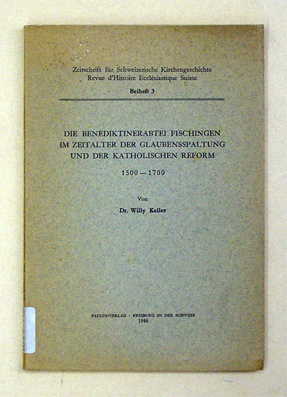 Zeitschrift für Schweizerische Kirchengeschichte
Revue d'Histoire Ecclésiastique Suisse
Beiheft 3
DIE BENEDIKTINERABTEI FISCHINGEN
IM ZEITALTER DER GLAUBENSSPALTUNG
UND DER KATHOLISCHEN REFORM
1500 — 1700
Von
Dr. Willy Keller
PAULUS-VERLAG - FREIBURG IN DER SCHWEIZ
1946